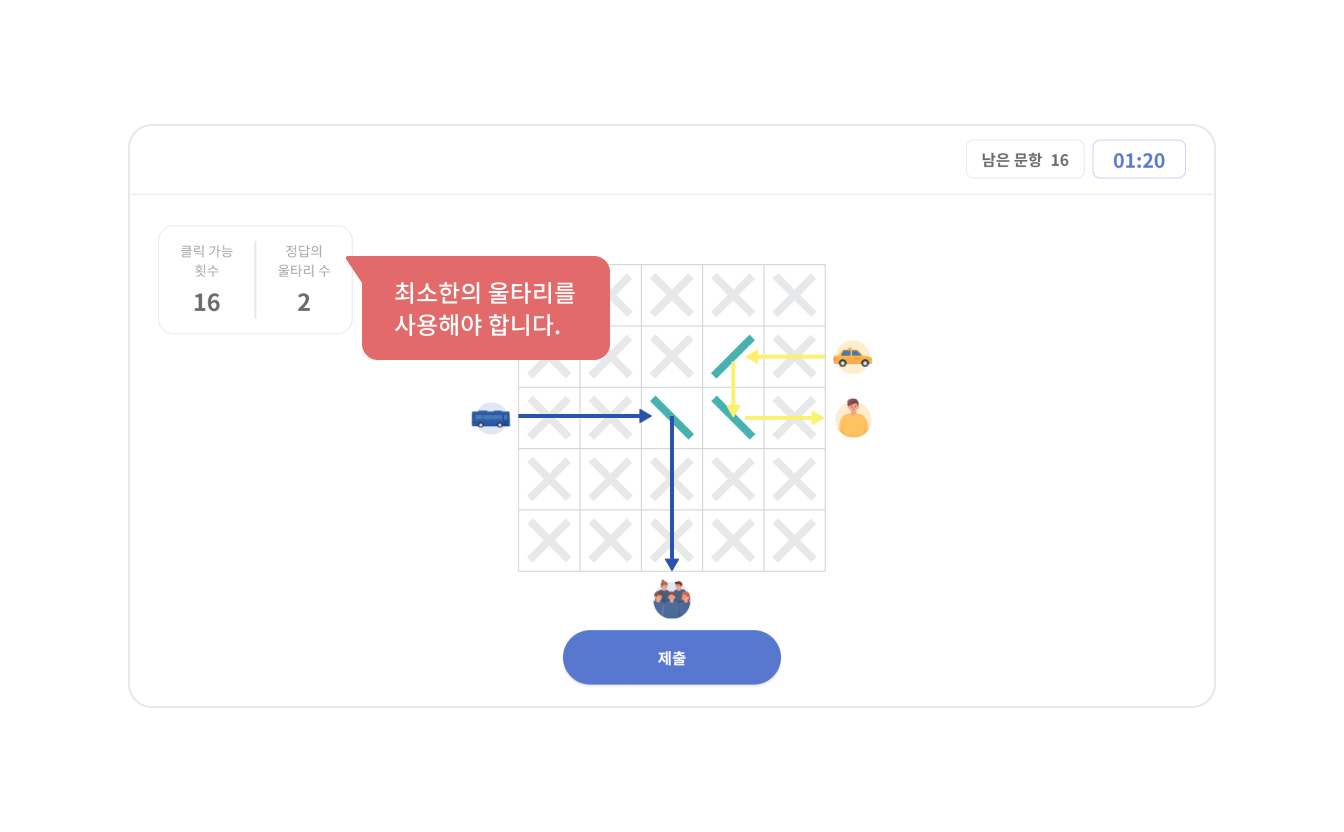 남은 문항 16
01:20
클릭 가능
횟수
16
정답의
울타리 수
2
최소한의 울타리를
사용해야 합니다.
제출